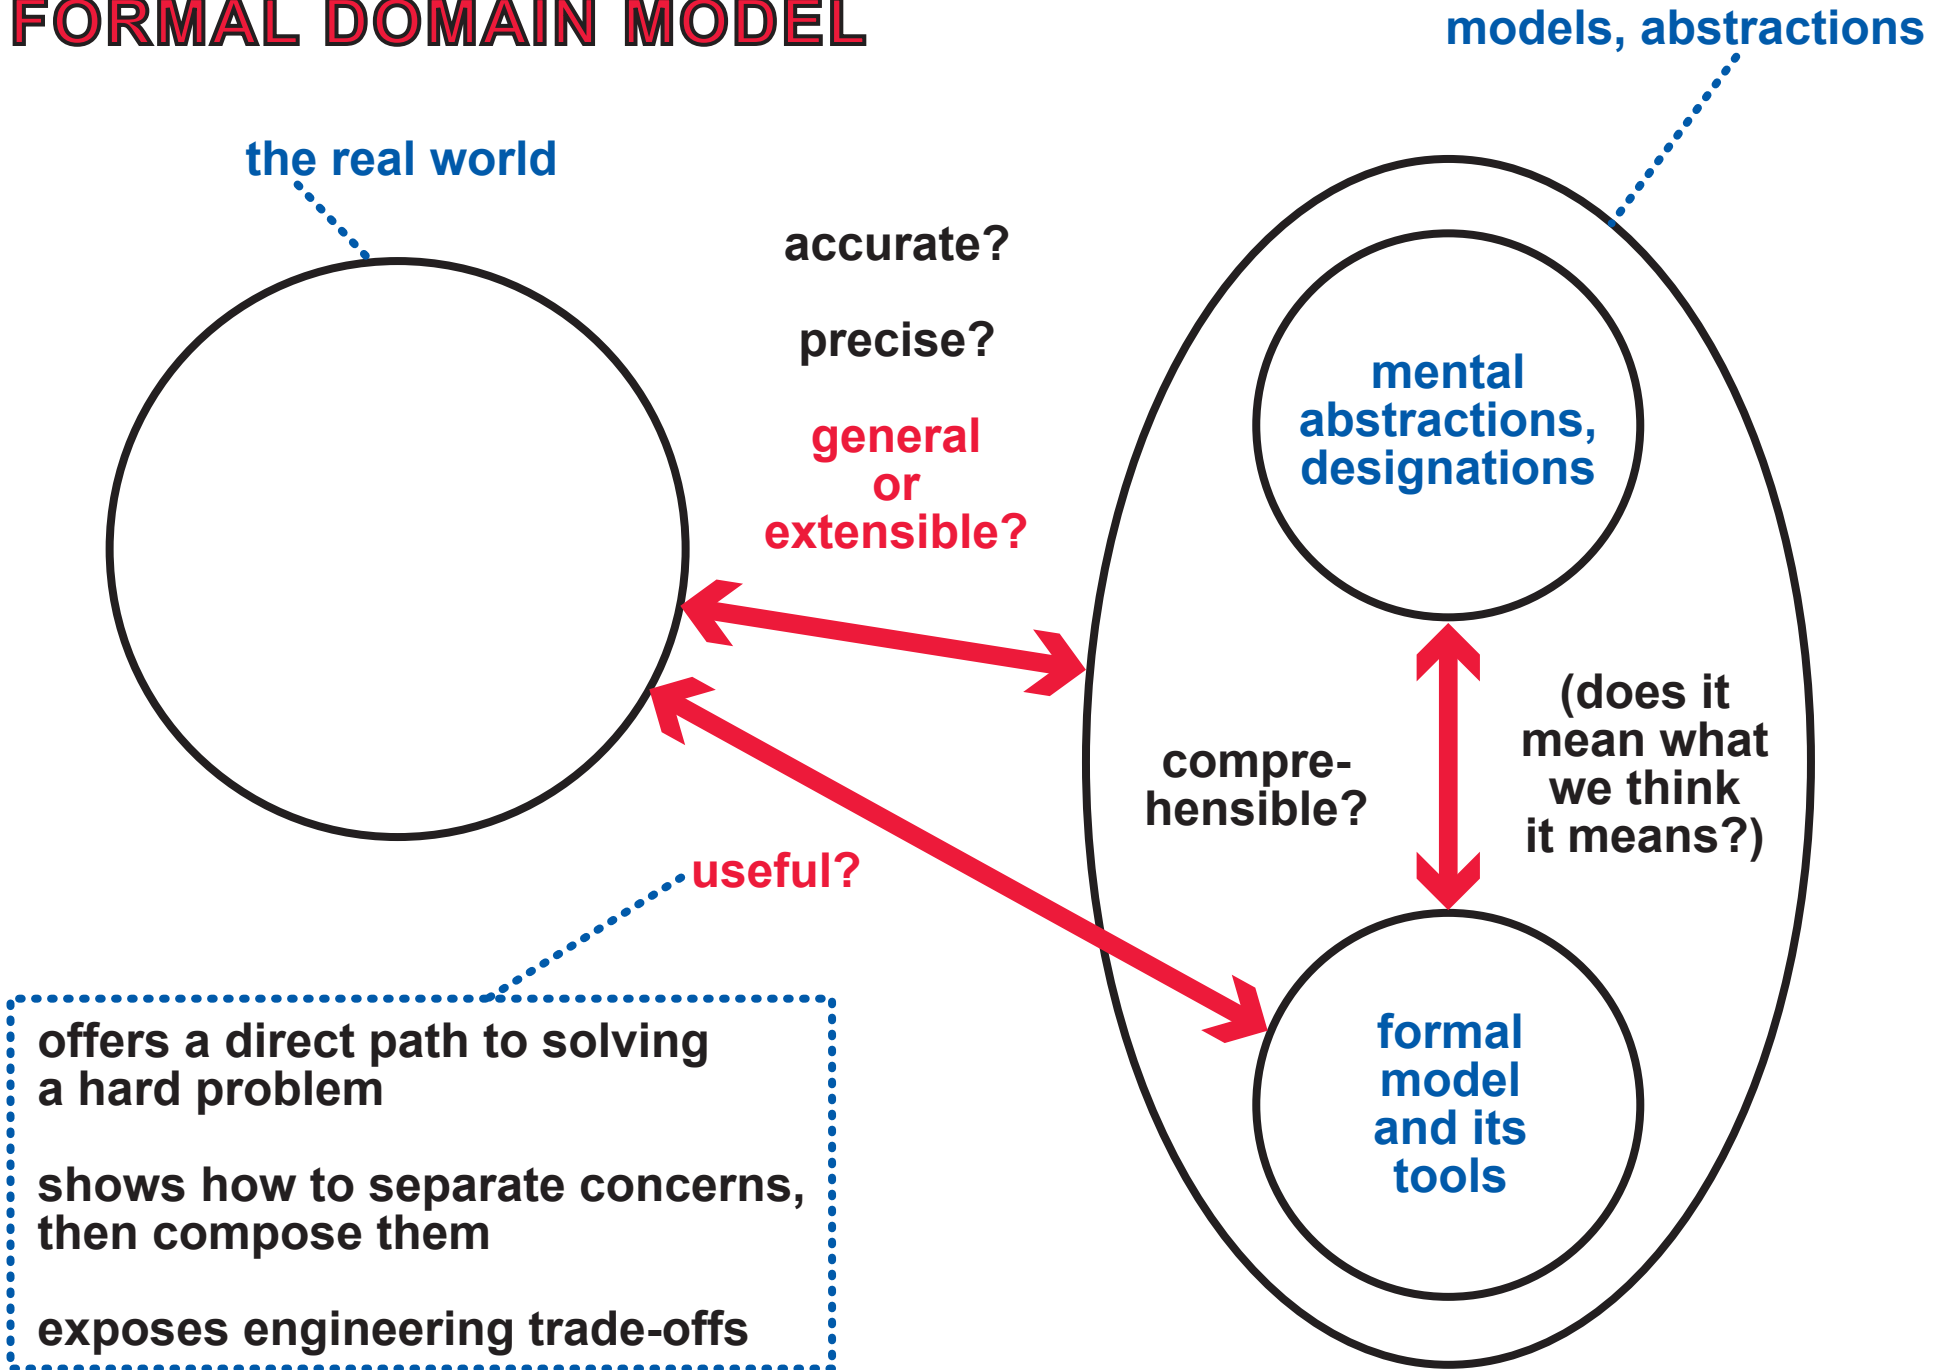 FORMAL DOMAIN MODEL
models, abstractions
the real world
accurate?
precise?
general
or
extensible?
mental
abstractions,
designations
compre-
hensible?
(does it
mean what
we think
it means?)
useful?
offers a direct path to solving
a hard problem
shows how to separate concerns,
then compose them
exposes engineering trade-offs
formal
model
and its
tools